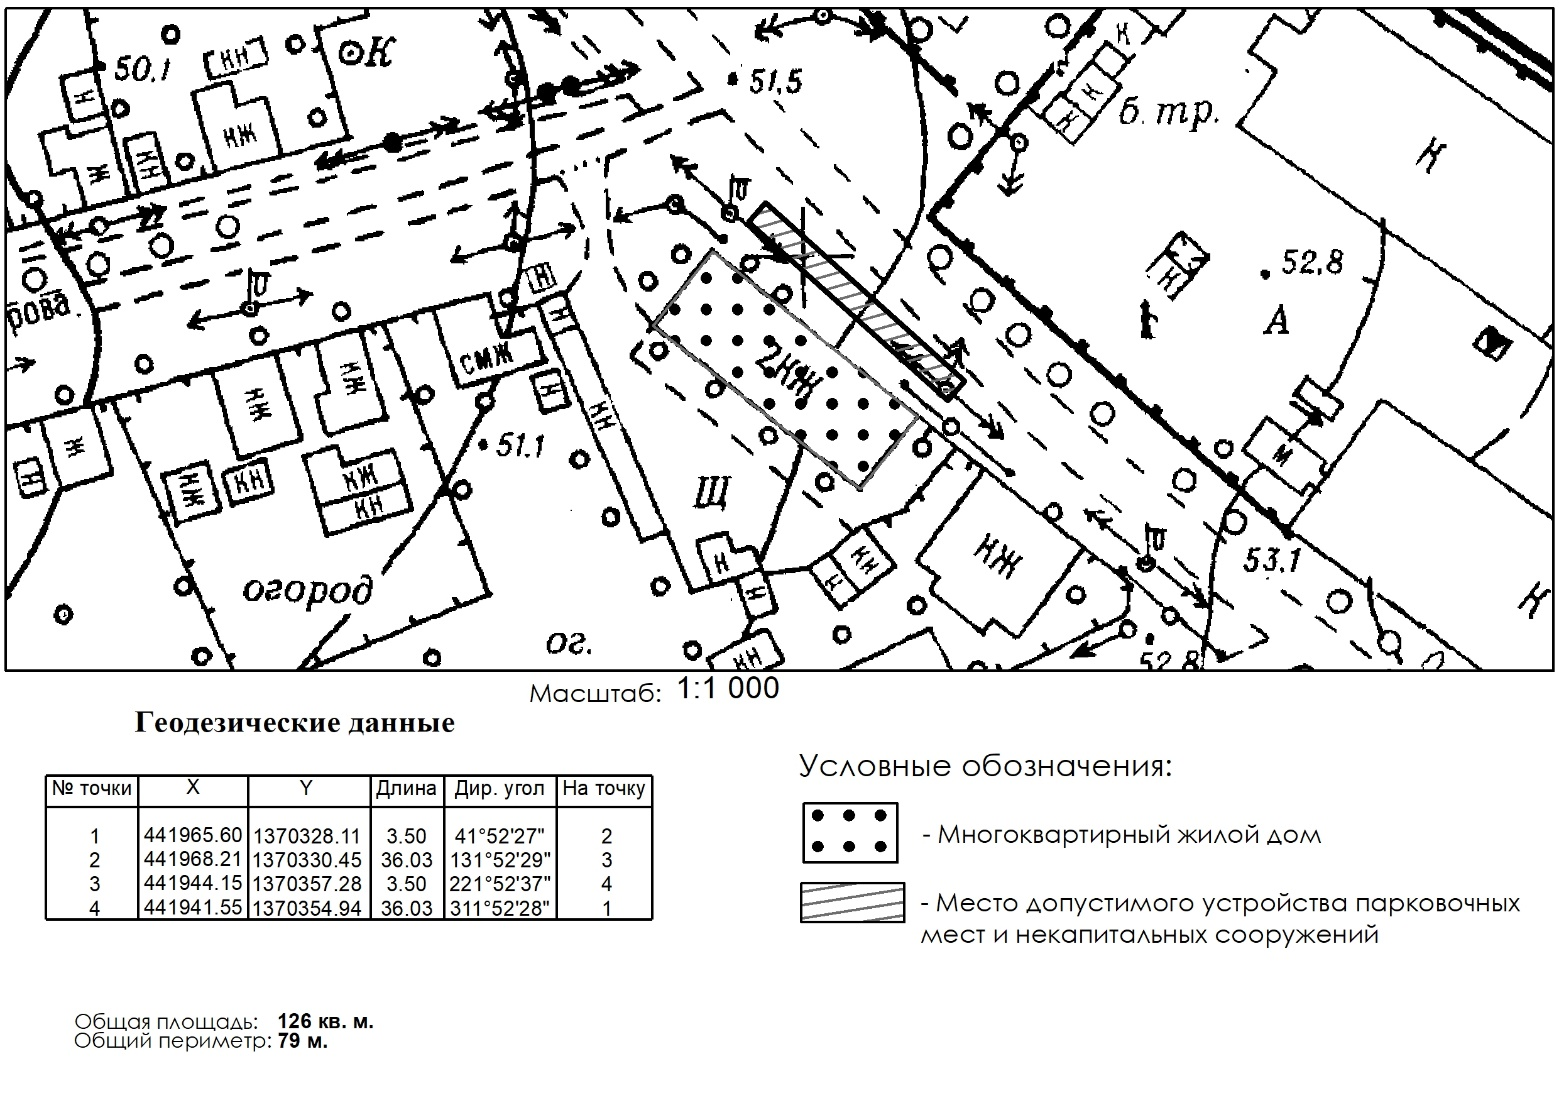 50,1
КН
К
51,5
К
К
К
б. тр.
К
Н
КЖ
Ж
КН
52,8
К
А
рова.
Н
Н
СМЖ
2КЖ
КЖ
КЖ
Н
КН
51.1
Ж
Н
КЖ
КН
КЖ
КН
Щ
М
53.1
КЖ
Н
Н
КН
Н
К
огород
ог.
КН
52,8
Масштаб: 1:1 000
Геодезические данные
№ точки X Y Длина Дир. угол На точку
1 441965.60 1370328.11 3.50 41°52'27" 2
2 441968.21 1370330.45 36.03 131°52'29" 3
3 441944.15 1370357.28 3.50 221°52'37" 4
4 441941.55 1370354.94 36.03 311°52'28" 1
Условные обозначения:
- Многоквартирный жилой дом
- Место допустимого устройства парковочных
мест и некапитальных сооружений
Общая площадь: 126 кв. м.
Общий периметр: 79 м.